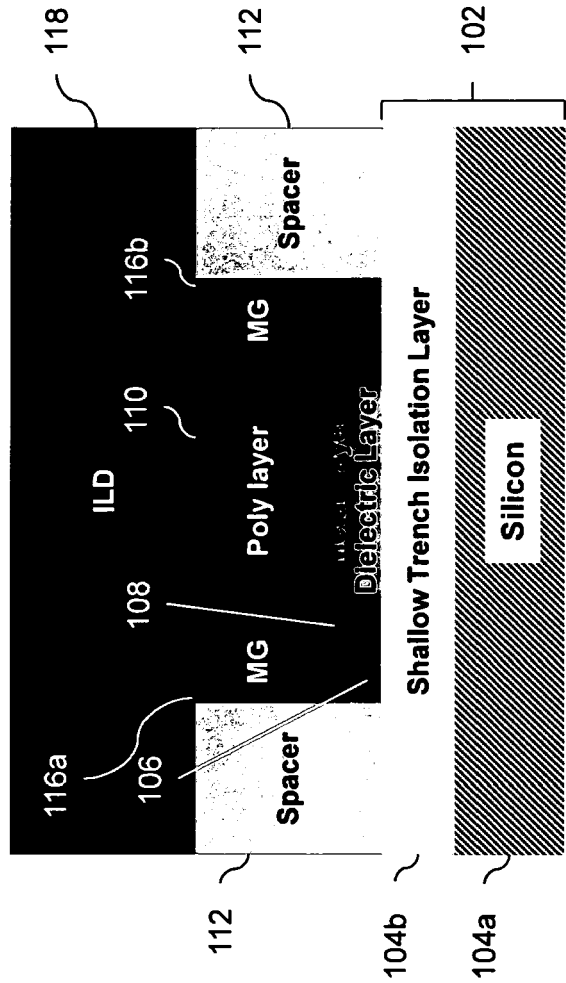 118
112
102
ILD
116b
MG
Spacer
110
Poly layer
Dielectric Layer
Shallow Trench Isolation Layer
Silicon
108
MG
116a
106
Spacer
112
104b
104a